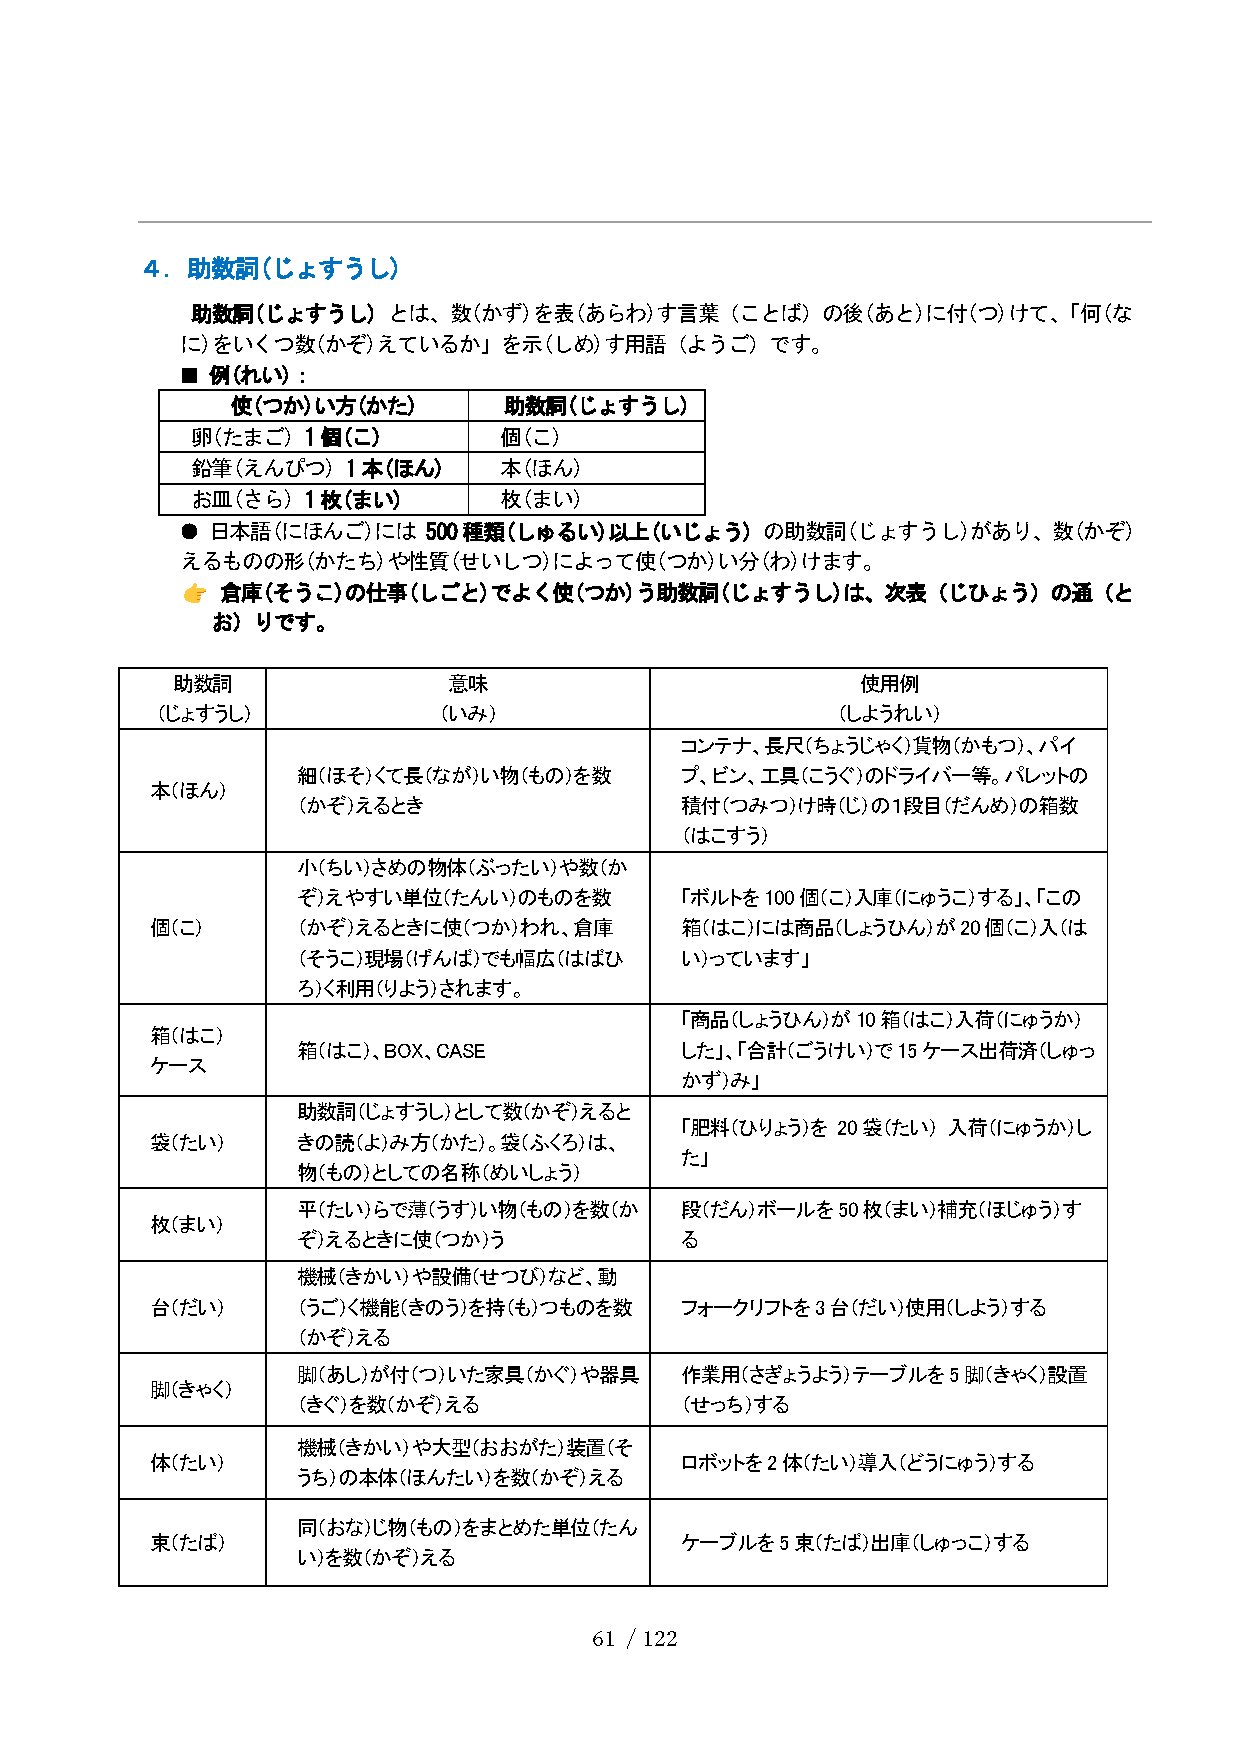 ４．助数詞(じょすうし)
助数詞(じょすうし) とは、数(かず)を表(あらわ)す言葉（ことば）の後(あと)に付(つ)けて、「何(な
に)をいくつ数(かぞ)えているか」を示(しめ)す用語（ようご）です。
■ 例(れい)：
使(つか)い方(かた) 助数詞(じょすうし)
卵(たまご) 1個(こ) 個(こ)
鉛筆(えんぴつ) 1本(ほん) 本(ほん)
お皿(さら) 1枚(まい) 枚(まい)
● 日本語(にほんご)には 500種類(しゅるい)以上(いじょう) の助数詞(じょすうし)があり、数(かぞ)
えるものの形(かたち)や性質(せいしつ)によって使(つか)い分(わ)けます。
👉 倉庫(そうこ)の仕事(しごと)でよく使(つか)う助数詞(じょすうし)は、次表（じひょう）の通（と
お）りです。
助数詞 意味 使用例
(じょすうし) (いみ) (しようれい)
本(ほん)
細(ほそ)くて長(なが)い物(もの)を数
(かぞ)えるとき
コンテナ、長尺(ちょうじゃく)貨物(かもつ)、パイ
プ、ビン、工具(こうぐ)のドライバー等。パレットの
積付(つみつ)け時(じ)の１段目(だんめ)の箱数
(はこすう)
個(こ)
小(ちい)さめの物体(ぶったい)や数(か
ぞ)えやすい単位(たんい)のものを数
(かぞ)えるときに使(つか)われ、倉庫
(そうこ)現場(げんば)でも幅広(はばひ
ろ)く利用(りよう)されます。
「ボルトを100個(こ)入庫(にゅうこ)する」、「この
箱(はこ)には商品(しょうひん)が20個(こ)入(は
い)っています」
箱(はこ)
ケース
箱(はこ)、BOX、CASE
「商品(しょうひん)が10箱(はこ)入荷(にゅうか)
した」、「合計(ごうけい)で15ケース出荷済(しゅっ
かず)み」
袋(たい)
助数詞(じょすうし)として数(かぞ)えると
きの読(よ)み方(かた)。袋(ふくろ)は、
物(もの)としての名称(めいしょう)
「肥料(ひりょう)を 20袋(たい) 入荷(にゅうか)し
た」
枚(まい)
平(たい)らで薄(うす)い物(もの)を数(か
ぞ)えるときに使(つか)う
段(だん)ボールを50枚(まい)補充(ほじゅう)す
る
台(だい)
機械(きかい)や設備(せつび)など、動
(うご)く機能(きのう)を持(も)つものを数
(かぞ)える
フォークリフトを3台(だい)使用(しよう)する
脚(きゃく)
脚(あし)が付(つ)いた家具(かぐ)や器具
(きぐ)を数(かぞ)える
作業用(さぎょうよう)テーブルを5脚(きゃく)設置
(せっち)する
体(たい)
機械(きかい)や大型(おおがた)装置(そ
うち)の本体(ほんたい)を数(かぞ)える
ロボットを2体(たい)導入(どうにゅう)する
束(たば)
同(おな)じ物(もの)をまとめた単位(たん
い)を数(かぞ)える
ケーブルを5束(たば)出庫(しゅっこ)する
61 / 122